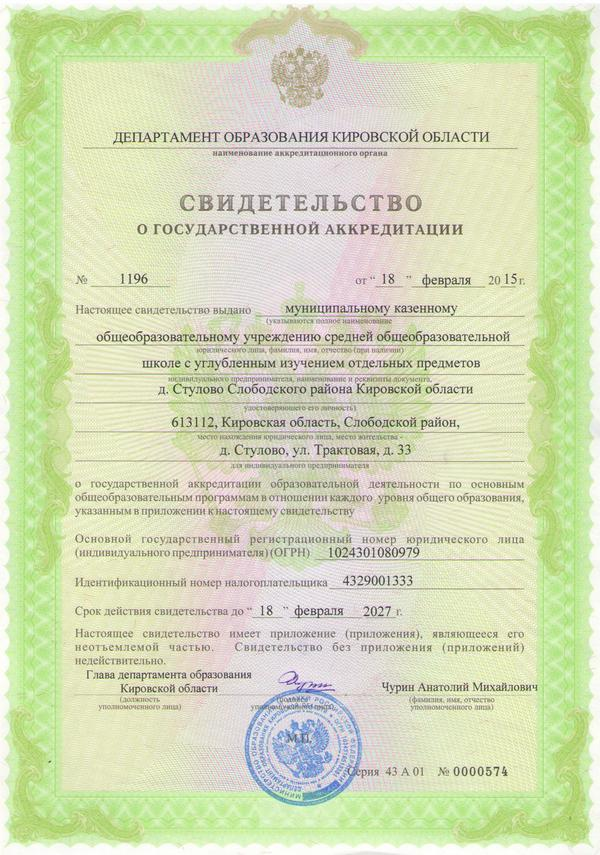 ДЕПАРТАМЕНТ ОБРАЗОВАНИЯ КИРОВСКОЙ ОБЛАСТИ
наименование аккредитационного органа
СВИДЕТЕЛЬСТВО
О ГОСУДАРСТВЕННОЙ АККРЕДИТАЦИИ
№ 1196 от “ 18 ” февраля 2015 г.
Настоящее свидетельство выдано муниципальному казенному
(указываются полное наименование
общеобразовательному учреждению средней общеобразовательной
юридического лица, фамилия, имя, отчество (при наличии)
школе с углубленным изучением отдельных предметов
индивидуального предпринимателя, наименование и реквизиты документа,
д. Стулово Слободского района Кировской области
удостоверяющего его личность)
613112, Кировская область, Слободской район,
место нахождения юридического лица, место жительства -
д. Стулово, ул. Трактовая, д. 33
для индивидуального предпринимателя
о государственной аккредитации образовательной деятельности по основным
общеобразовательным программам в отношении каждого уровня общего образования,
указанным в приложении к настоящему свидетельству
Основной государственный регистрационный номер юридического лица
(индивидуального предпринимателя) (ОГРН) 1024301080979
Идентификационный номер налогоплательщика 4329001333
Срок действия свидетельства до “ 18 ” февраля 2027 г.
Настоящее свидетельство имеет приложение (приложения), являющееся его
неотъемлемой частью. Свидетельство без приложения (приложений)
недействительно.
Глава департамента образования
Кировской области Чурин Анатолий Михайлович
(должность (подпись (фамилия, имя, отчество
уполномоченного лица) уполномоченного лица) уполномоченного лица)
М.П.
Серия 43 А 01 № 0000574